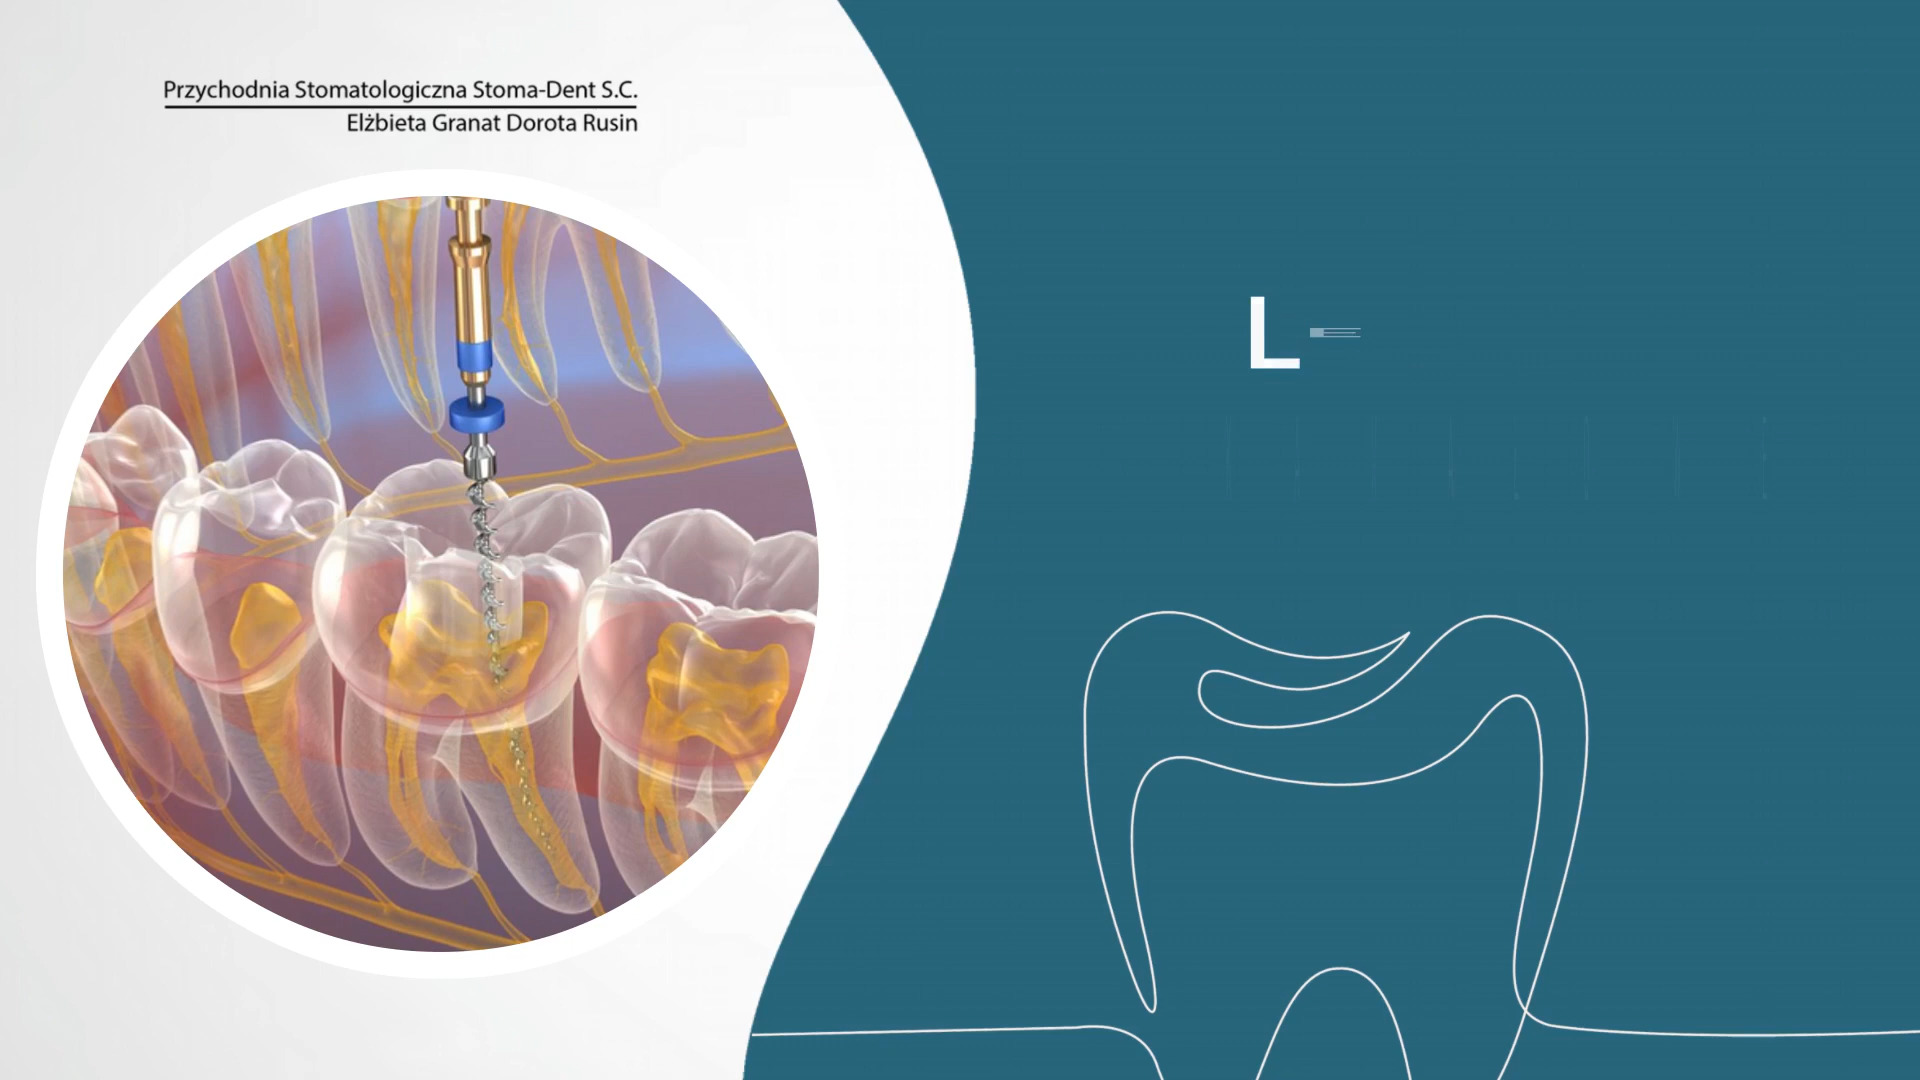 Przychodnia Stomatologiczna Stoma-Dent S.C.
Elżbieta Granat Dorota Rusin
L